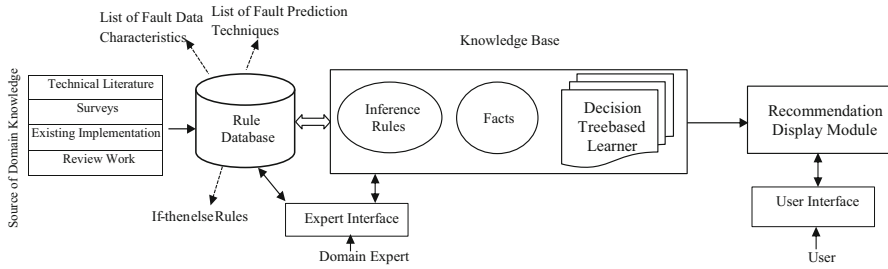 List of Fault Data
Characteristics
List of Fault Prediction
Techniques
Knowledge Base
Source of Domain Knowledge
Technical Literature
Surveys
Existing Implementation
Review Work
Rule
Database
Inference
Rules
Facts
Decision
Treebased
Learner
Recommendation
Display Module
If-thenelse Rules
Expert Interface
Domain Expert
User Interface
User